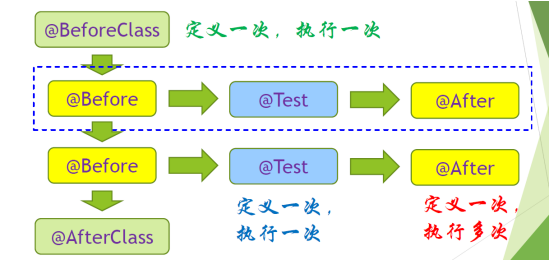 @BeforeClass 定义一次，执行一次
@Before @Test @After
@Before @Test @After
定义一次， 定义一次，
执行一次 执行多次
@AfterClass